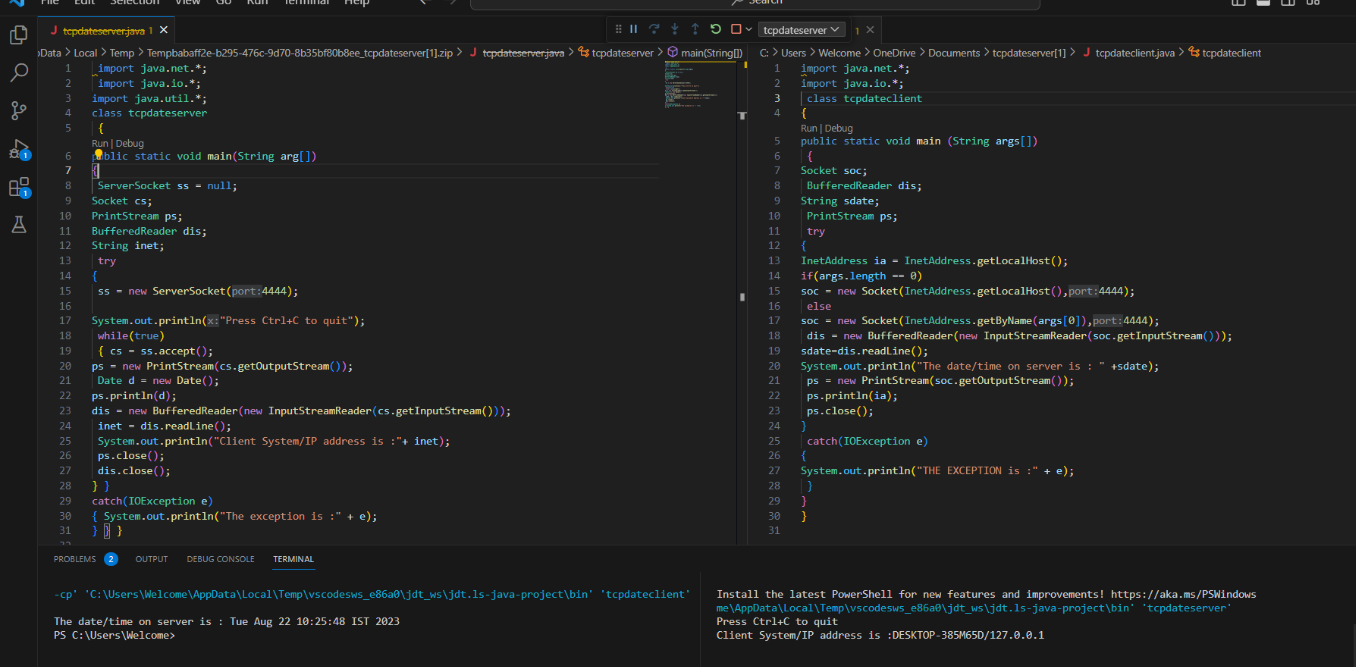 File Edit Selection View Go Run Terminal Help
Search
tcpdateserver.java 1
tcpdateserver
1
pData > Local > Temp > Tempbabaff2e-b295-476c-9d70-8b35bf80b8ee_tcpdateserver[1].zip > tcpdateserver.java > tcpdateserver > main(String[])
1 import java.net.*;
2 import java.io.*;
3 import java.util.*;
4 class tcpdateserver
5 {
Run | Debug
6 public static void main(String arg[])
7 {
8 ServerSocket ss = null;
9 Socket cs;
10 PrintStream ps;
11 BufferedReader dis;
12 String inet;
13 try
14 {
15 ss = new ServerSocket(port:4444);
16
17 System.out.println(x:"Press Ctrl+C to quit");
18 while(true)
19 { cs = ss.accept();
20 ps = new PrintStream(cs.getOutputStream());
21 Date d = new Date();
22 ps.println(d);
23 dis = new BufferedReader(new InputStreamReader(cs.getInputStream()));
24 inet = dis.readLine();
25 System.out.println("Client System/IP address is :"+ inet);
26 ps.close();
27 dis.close();
28 } }
29 catch(IOException e)
30 { System.out.println("The exception is :" + e);
31 } } }
32
C: > Users > Welcome > OneDrive > Documents > tcpdateserver[1] > tcpdateclient.java > tcpdateclient
1 import java.net.*;
2 import java.io.*;
3 class tcpdateclient
4 {
Run | Debug
5 public static void main (String args[])
6 {
7 Socket soc;
8 BufferedReader dis;
9 String sdate;
10 PrintStream ps;
11 try
12 {
13 InetAddress ia = InetAddress.getLocalHost();
14 if(args.length == 0)
15 soc = new Socket(InetAddress.getLocalHost(),port:4444);
16 else
17 soc = new Socket(InetAddress.getByName(args[0]),port:4444);
18 dis = new BufferedReader(new InputStreamReader(soc.getInputStream()));
19 sdate=dis.readLine();
20 System.out.println("The date/time on server is : " +sdate);
21 ps = new PrintStream(soc.getOutputStream());
22 ps.println(ia);
23 ps.close();
24 }
25 catch(IOException e)
26 {
27 System.out.println("THE EXCEPTION is :" + e);
28 }
29 }
30 }
31
1
1
PROBLEMS 2 OUTPUT DEBUG CONSOLE TERMINAL
-cp' 'C:\Users\Welcome\AppData\Local\Temp\vscodesws_e86a0\jdt_ws\jdt.ls-java-project\bin' 'tcpdateclient'
The date/time on server is : Tue Aug 22 10:25:48 IST 2023
PS C:\Users\Welcome>
Install the latest PowerShell for new features and improvements! https://aka.ms/PSWindows
me\AppData\Local\Temp\vscodesws_e86a0\jdt_ws\jdt.ls-java-project\bin' 'tcpdateserver'
Press Ctrl+C to quit
Client System/IP address is :DESKTOP-385M65D/127.0.0.1